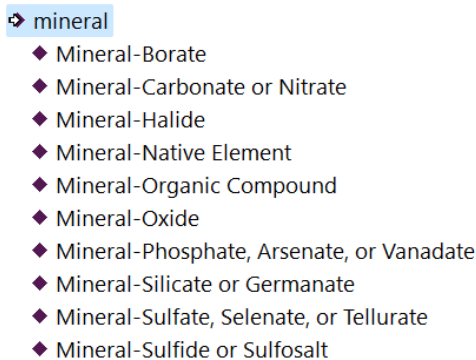 mineral
Mineral-Borate
Mineral-Carbonate or Nitrate
Mineral-Halide
Mineral-Native Element
Mineral-Organic Compound
Mineral-Oxide
Mineral-Phosphate, Arsenate, or Vanadate
Mineral-Silicate or Germanate
Mineral-Sulfate, Selenate, or Tellurate
Mineral-Sulfide or Sulfosalt